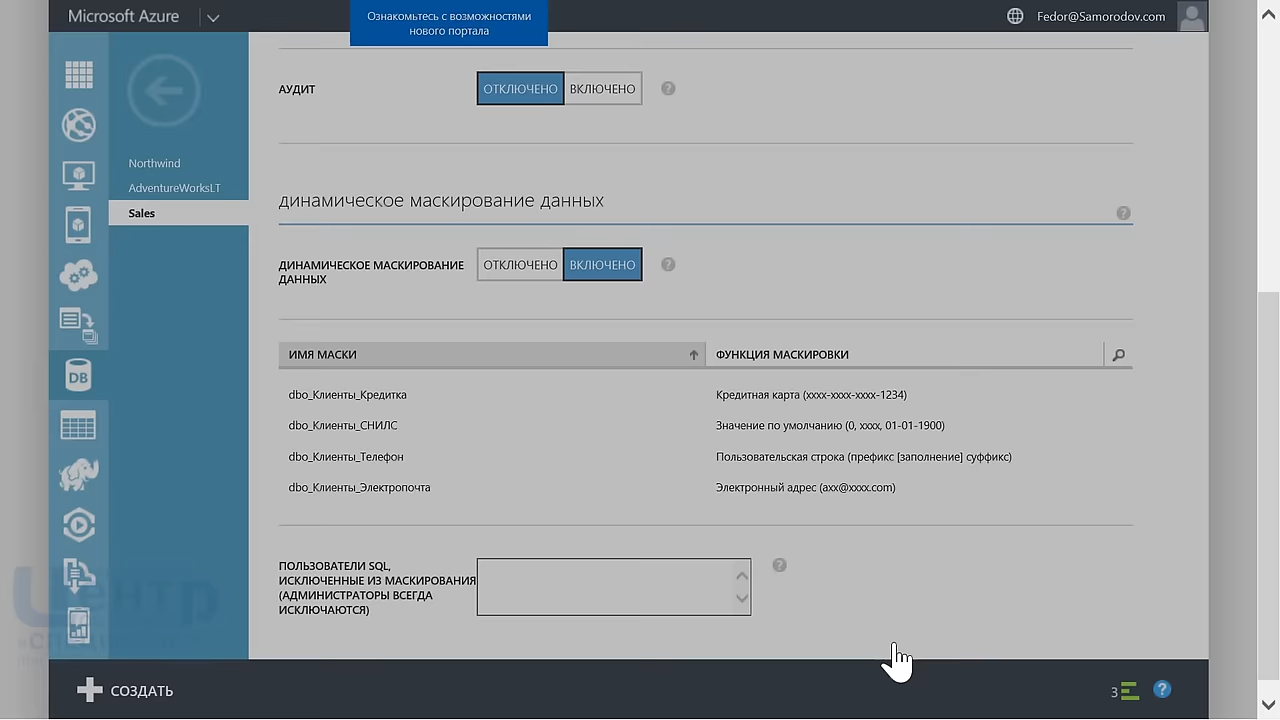 Microsoft Azure
Ознакомьтесь с возможностями
нового портала
Fedor@Samorodov.com
АУДИТ
ОТКЛЮЧЕНО
ВКЛЮЧЕНО
?
Northwind
AdventureWorksLT
Sales
динамическое маскирование данных
?
ДИНАМИЧЕСКОЕ МАСКИРОВАНИЕ
ДАННЫХ
ОТКЛЮЧЕНО
ВКЛЮЧЕНО
?
ИМЯ МАСКИ
ФУНКЦИЯ МАСКИРОВКИ
dbo_Клиенты_Кредитка
Кредитная карта (xxxx-xxxx-xxxx-1234)
DB
dbo_Клиенты_СНИЛС
Значение по умолчанию (0, xxxx, 01-01-1900)
dbo_Клиенты_Телефон
Пользовательская строка (префикс [заполнение] суффикс)
dbo_Клиенты_Электропочта
Электронный адрес (axx@xxxx.com)
ПОЛЬЗОВАТЕЛИ SQL,
ИСКЛЮЧЕННЫЕ ИЗ МАСКИРОВАНИЯ
(АДМИНИСТРАТОРЫ ВСЕГДА
ИСКЛЮЧАЮТСЯ)
?
Центр
СОЗДАТЬ
3
?